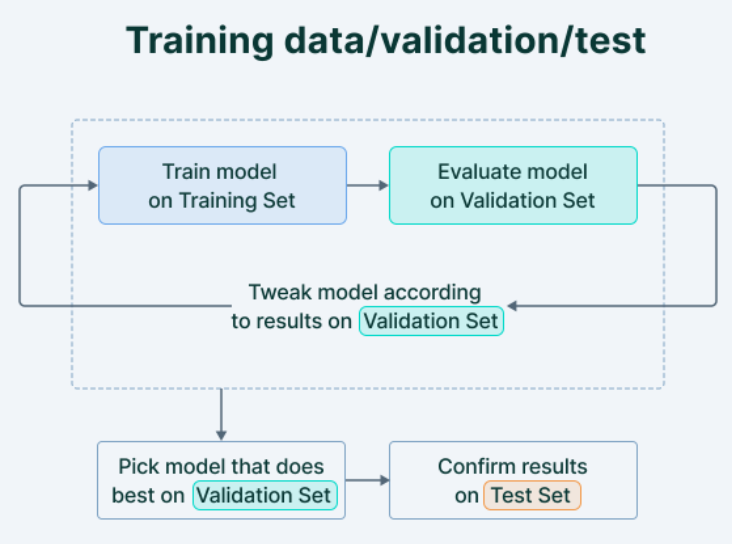 Training data/validation/test
Train model
on Training Set
Evaluate model
on Validation Set
Tweak model according
to results on Validation Set
Pick model that does
best on Validation Set
Confirm results
on Test Set